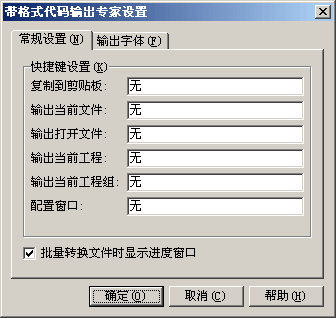 带格式代码输出专家设置
常规设置(N) 输出字体(F)
快捷键设置(K)
复制到剪贴板: 无
输出当前文件: 无
输出打开文件: 无
输出当前工程: 无
输出当前工程组: 无
配置窗口: 无
批量转换文件时显示进度窗口
确定(O) 取消(C) 帮助(H)